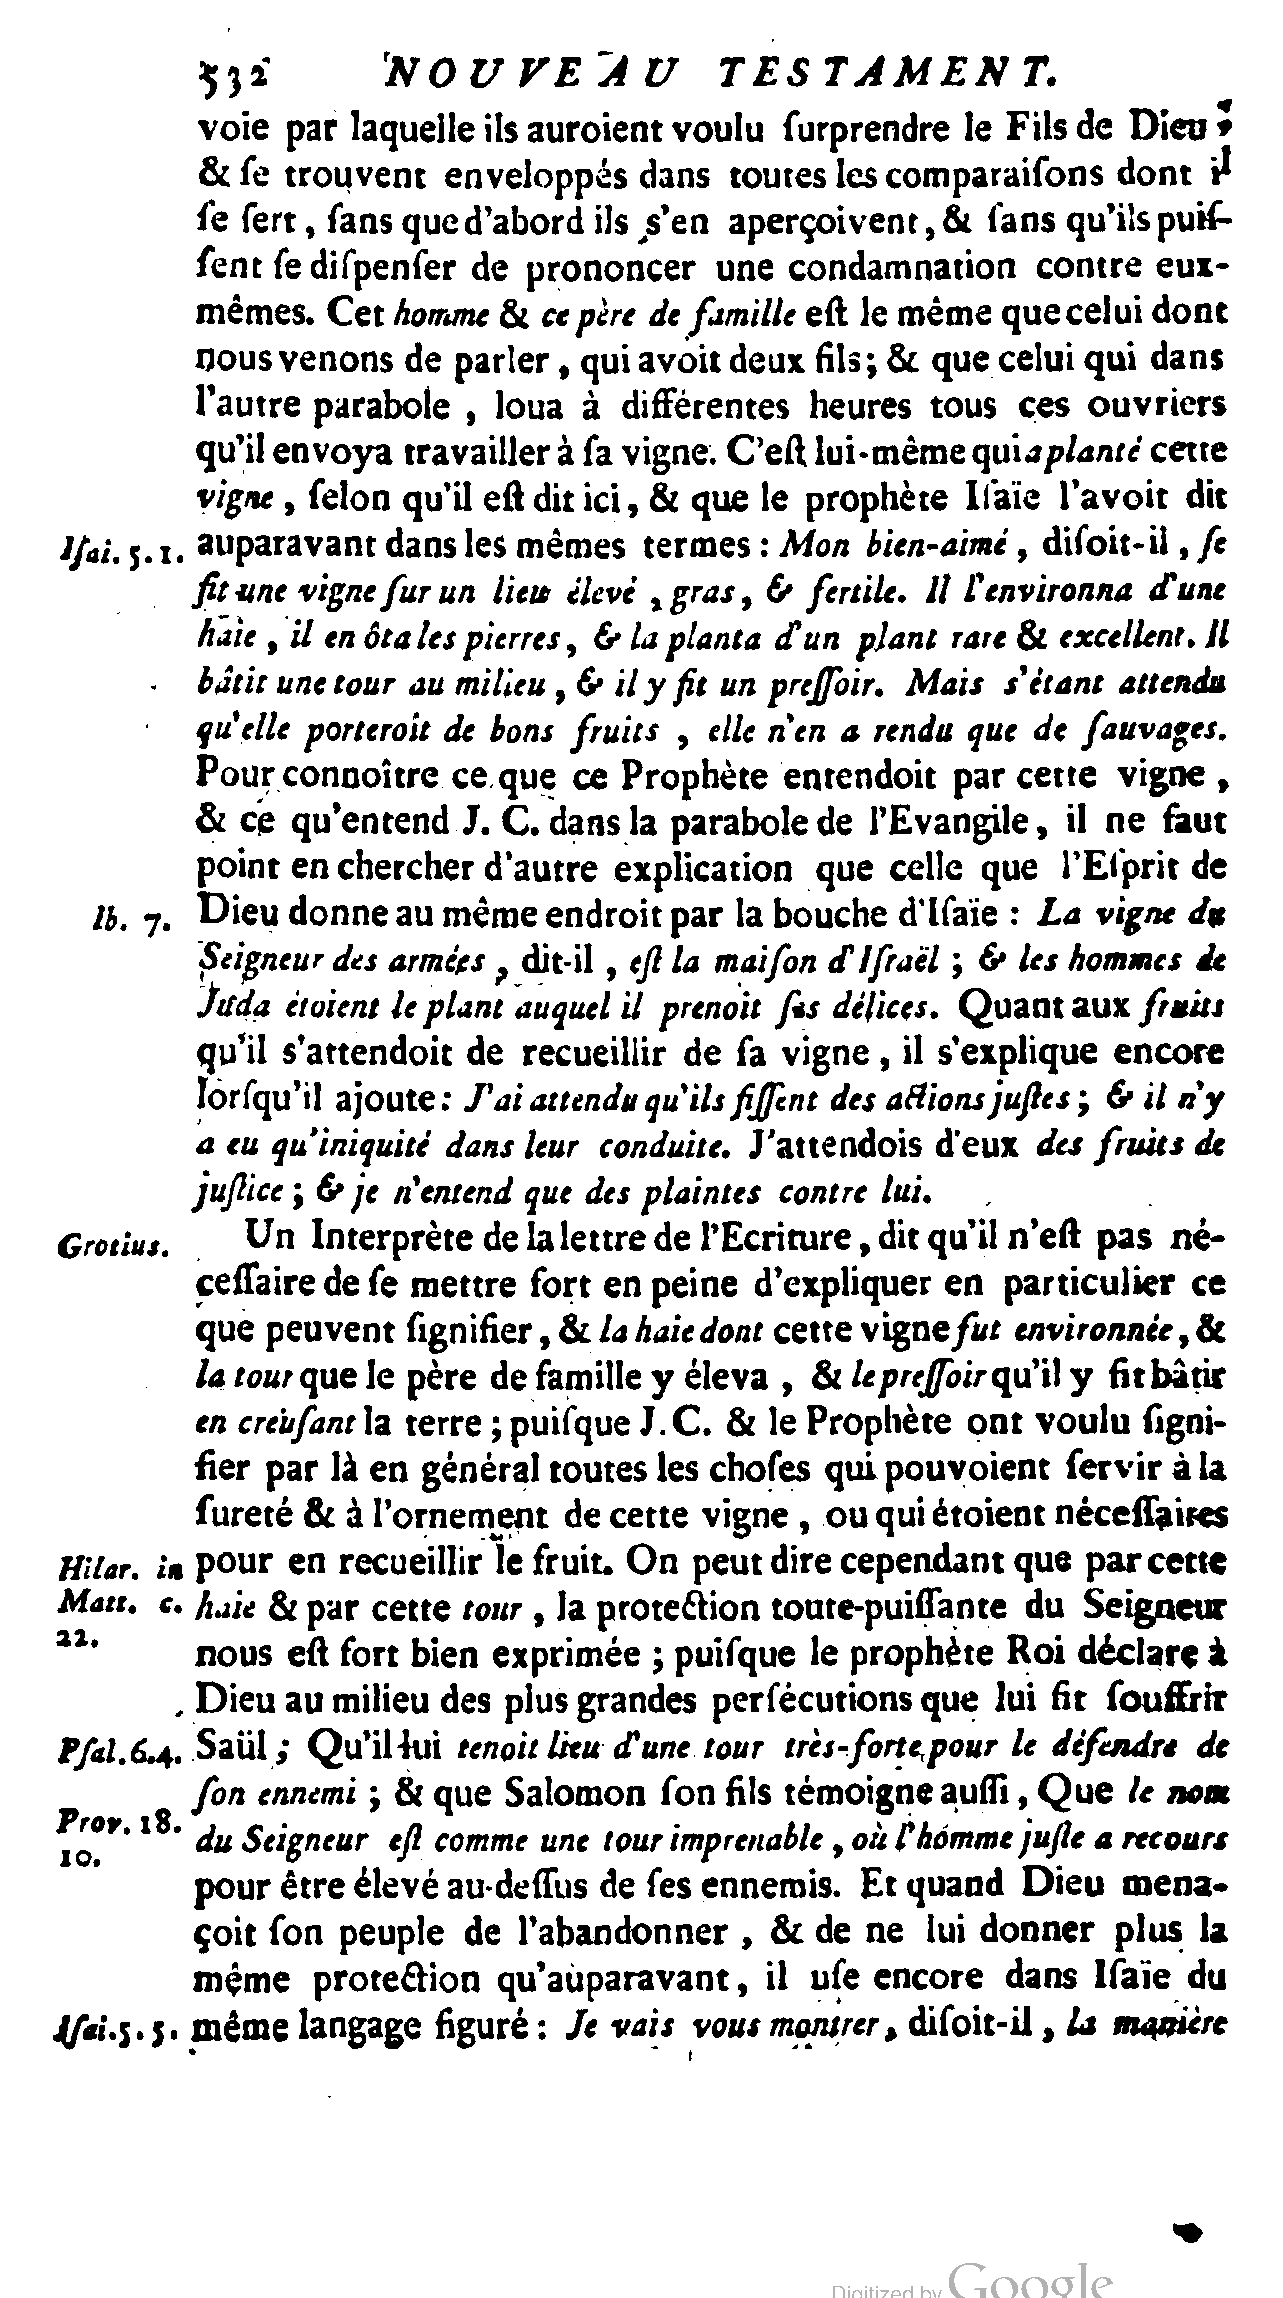 532 NOUVEAU TESTAMENT.
voie par laquelle ils auroient voulu ſurprendre le Fils de Dieu ;
& ſe trouvent enveloppés dans toutes les comparaiſons dont il
ſe ſert, ſans que d'abord ils s'en aperçoivent, & ſans qu'ils puiſ-
ſent ſe diſpenſer de prononcer une condamnation contre eux-
mêmes. Cet homme & ce père de famille eſt le même que celui dont
nous venons de parler, qui avoit deux fils; & que celui qui dans
l'autre parabole, loua à différentes heures tous ces ouvriers
qu'il envoya travailler à ſa vigne. C'eſt lui-même qui a planté cette
vigne, ſelon qu'il eſt dit ici, & que le prophète Iſaïe l'avoit dit
Iſai. 5. 1. auparavant dans les mêmes termes : Mon bien-aimé, diſoit-il, ſe
fit une vigne ſur un lieu élevé, gras, & fertile. Il l'environna d'une
haie, il en ôta les pierres, & la planta d'un plant rare & excellent. Il
bâtit une tour au milieu, & il y fit un preſſoir. Mais s'étant attendu
qu'elle porteroit de bons fruits, elle n'en a rendu que de ſauvages.
Pour connoître ce que ce Prophète entendoit par cette vigne,
& ce qu'entend J. C. dans la parabole de l'Evangile, il ne faut
point en chercher d'autre explication que celle que l'Eſprit de
Ib. 7. Dieu donne au même endroit par la bouche d'Iſaïe : La vigne du
Seigneur des armées, dit-il, eſt la maiſon d'Iſraël ; & les hommes de
Juda étoient le plant auquel il prenoit ſes délices. Quant aux fruits
qu'il s'attendoit de recueillir de ſa vigne, il s'explique encore
lorſqu'il ajoute: J'ai attendu qu'ils fiſſent des actions juſtes ; & il n'y
a eu qu'iniquité dans leur conduite. J'attendois d'eux des fruits de
juſtice ; & je n'entend que des plaintes contre lui.
Grotius. Un Interprète de la lettre de l'Ecriture, dit qu'il n'eſt pas né-
ceſſaire de ſe mettre fort en peine d'expliquer en particulier ce
que peuvent ſignifier, & la haie dont cette vigne fut environnée, &
la tour que le père de famille y éleva, & le preſſoir qu'il y fit bâtir
en creuſant la terre ; puiſque J. C. & le Prophète ont voulu ſigni-
fier par là en général toutes les choſes qui pouvoient ſervir à la
ſureté & à l'ornement de cette vigne, ou qui étoient néceſſaires
Hilar. in pour en recueillir le fruit. On peut dire cependant que par cette
Matt. c. haie & par cette tour, la protection toute-puiſſante du Seigneur
22. nous eſt fort bien exprimée ; puiſque le prophète Roi déclare à
Dieu au milieu des plus grandes perſécutions que lui fit ſouffrir
Pſal. 6.4. Saül ; Qu'il lui tenoit lieu d'une tour très-forte, pour le défendre de
ſon ennemi ; & que Salomon ſon fils témoigne auſſi, Que le nom
Prov. 18. du Seigneur eſt comme une tour imprenable, où l'homme juſte a recours
10. pour être élevé au-deſſus de ſes ennemis. Et quand Dieu mena-
çoit ſon peuple de l'abandonner, & de ne lui donner plus la
même protection qu'auparavant, il uſe encore dans Iſaïe du
Iſai. 5. 5. même langage figuré : Je vais vous montrer, diſoit-il, la manière
Digitized by Google